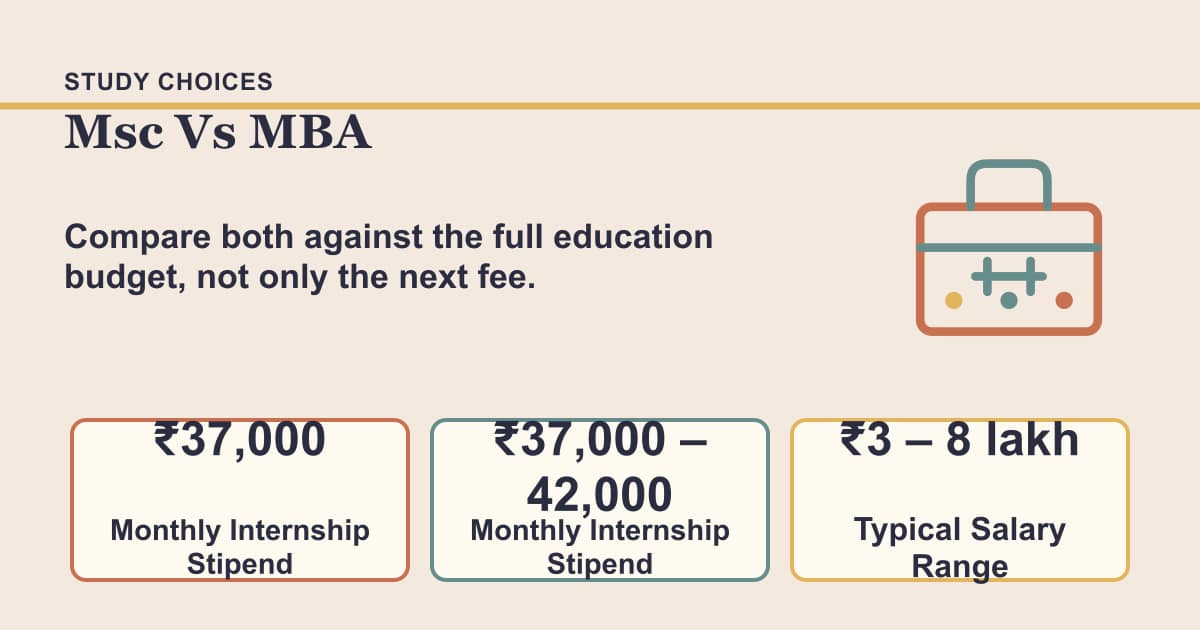 STUDY CHOICES
Msc Vs MBA
Compare both against the full education
budget, not only the next fee.
₹37,000
Monthly Internship
Stipend
₹37,000 –
42,000
Monthly Internship
Stipend
₹3 – 8 lakh
Typical Salary
Range